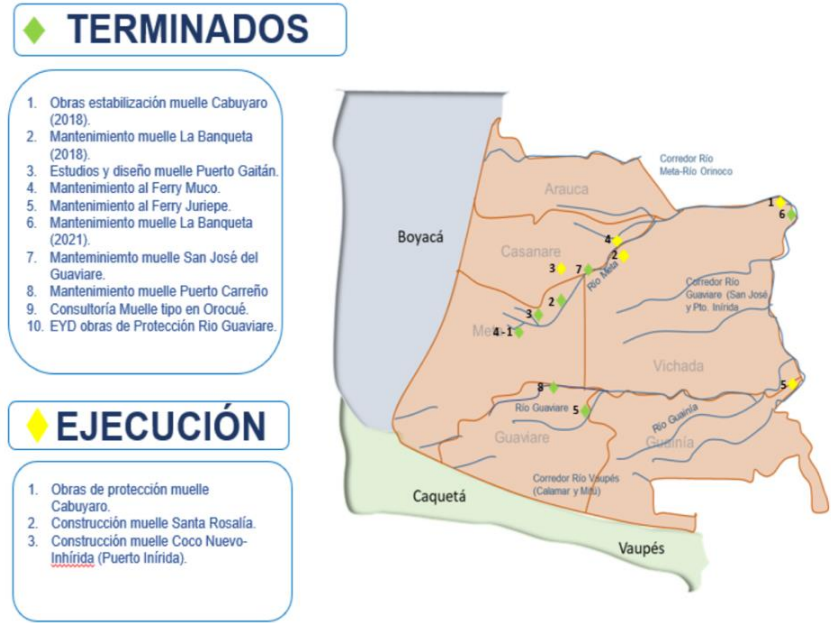 TERMINADOS
1. Obras estabilización muelle Cabuyaro
(2018).
2. Mantenimiento muelle La Banqueta
(2018).
3. Estudios y diseño muelle Puerto Gaitán.
4. Mantenimiento al Ferry Muco.
5. Mantenimiento al Ferry Juriepe.
6. Mantenimiento muelle La Banqueta
(2021).
7. Manteminiemto muelle San José del
Guaviare.
8. Mantenimiento muelle Puerto Carreño
9. Consultoría Muelle tipo en Orocué.
10. EYD obras de Protección Rio Guaviare.
EJECUCIÓN
1. Obras de protección muelle
Cabuyaro.
2. Construcción muelle Santa Rosalía.
3. Construcción muelle Coco Nuevo-
Inhírida (Puerto Inírida).
Corredor Río
Meta-Río Orinoco
Arauca
1
6
Boyacá
4
Casanare
2
3
7
Río Meta
Corredor Río
Guaviare (San José
y Pto. Inírida
2
3
Meta
4-1
Vichada
8
5
Río Guaviare
5
Río Guainía
Guaviare
Guainía
Corredor Río Vaupés
(Calamar y Mitú)
Caquetá
Vaupés